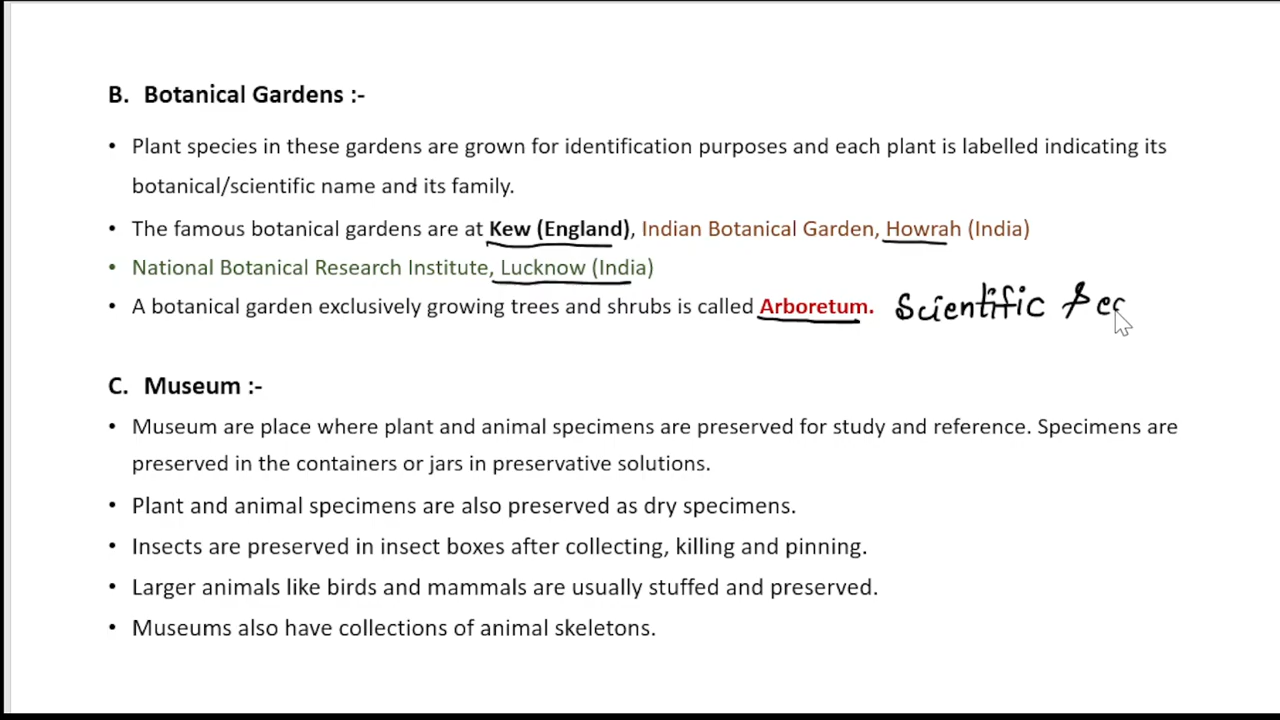 B. Botanical Gardens :-
• Plant species in these gardens are grown for identification purposes and each plant is labelled indicating its
botanical/scientific name and its family.
• The famous botanical gardens are at Kew (England), Indian Botanical Garden, Howrah (India)
• National Botanical Research Institute, Lucknow (India)
• A botanical garden exclusively growing trees and shrubs is called Arboretum. Scientific
C. Museum :-
• Museum are place where plant and animal specimens are preserved for study and reference. Specimens are
preserved in the containers or jars in preservative solutions.
• Plant and animal specimens are also preserved as dry specimens.
• Insects are preserved in insect boxes after collecting, killing and pinning.
• Larger animals like birds and mammals are usually stuffed and preserved.
• Museums also have collections of animal skeletons.